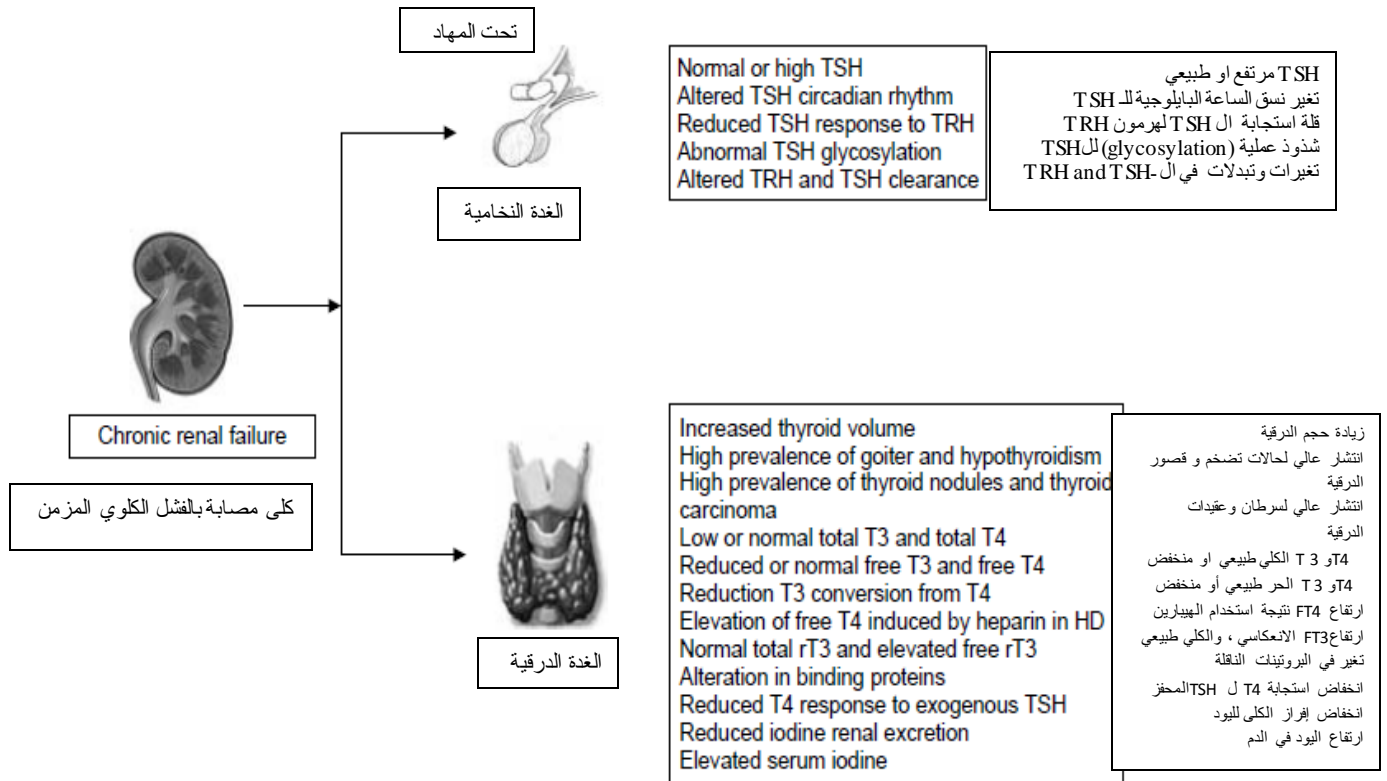 تحت المهاد
الغدة النخامية
Normal or high TSH
Altered TSH circadian rhythm
Reduced TSH response to TRH
Abnormal TSH glycosylation
Altered TRH and TSH clearance
TSH مرتفع او طبيعي
تغير نسق الساعة البايلوجية للـ TSH
قلة استجابة ال TSH لهرمون TRH
شذوذ عملية (glycosylation) للTSH
تغيرات وتبدلات في ال-TRH and TSH
Chronic renal failure
كلى مصابة بالفشل الكلوي المزمن
الغدة الدرقية
Increased thyroid volume
High prevalence of goiter and hypothyroidism
High prevalence of thyroid nodules and thyroid
carcinoma
Low or normal total T3 and total T4
Reduced or normal free T3 and free T4
Reduction T3 conversion from T4
Elevation of free T4 induced by heparin in HD
Normal total rT3 and elevated free rT3
Alteration in binding proteins
Reduced T4 response to exogenous TSH
Reduced iodine renal excretion
Elevated serum iodine
زيادة حجم الدرقية
انتشار عالي لحالات تضخم و قصور
الدرقية
انتشار عالي لسرطان وعقيدات
الدرقية
T4و T 3 الكلي طبيعي او منخفض
T4و T 3 الحر طبيعي أو منخفض
ارتفاع FT4 نتيجة استخدام الهيبارين
ارتفاعFT3 الانعكاسي ، والكلي طبيعي
تغير في البروتينات الناقلة
انخفاض استجابة T4 ل TSHالمحفز
انخفاض إفراز الكلى لليود
ارتفاع اليود في الدم